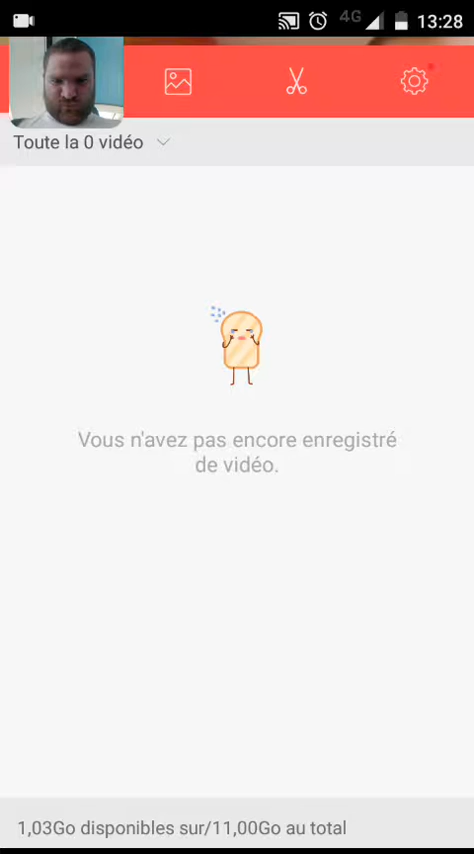 4G 13:28
Toute la 0 vidéo
Vous n'avez pas encore enregistré
de vidéo.
1,03Go disponibles sur/11,00Go au total